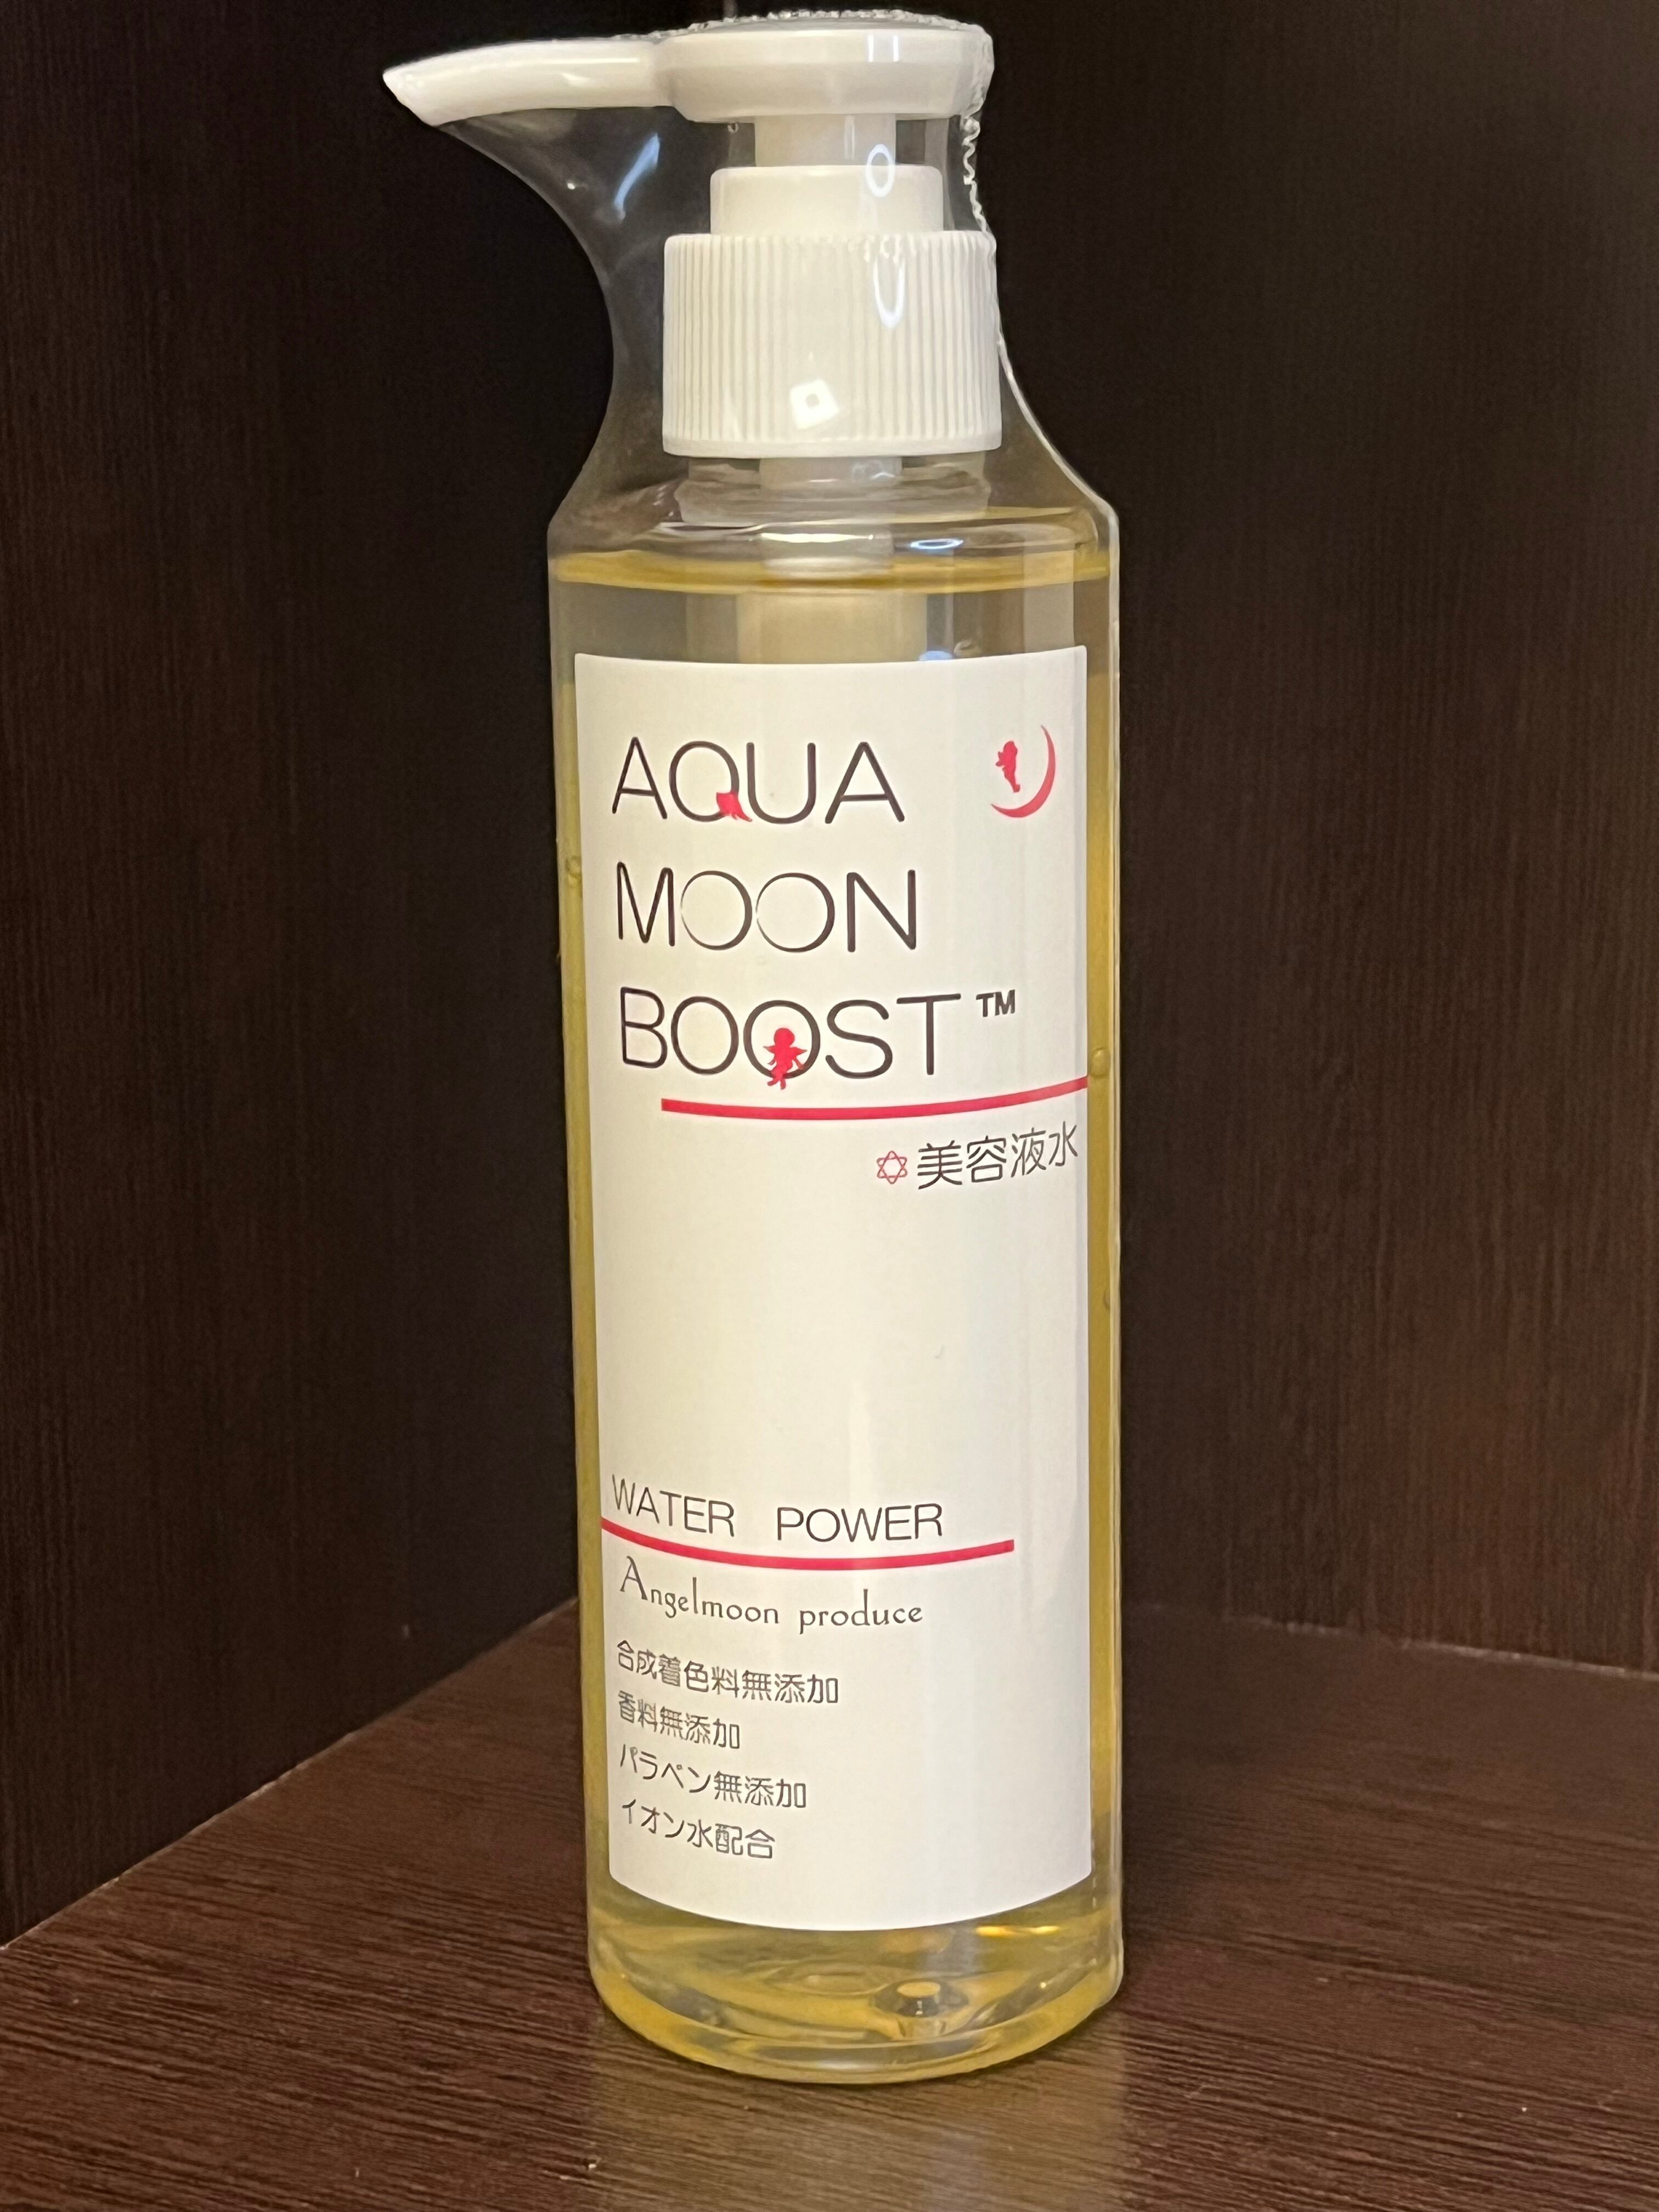 AQUA
MOON
BOOST™
✡美容液水
WATER POWER
Angelmoon produce
合成着色料無添加
香料無添加
パラベン無添加
イオン水配合